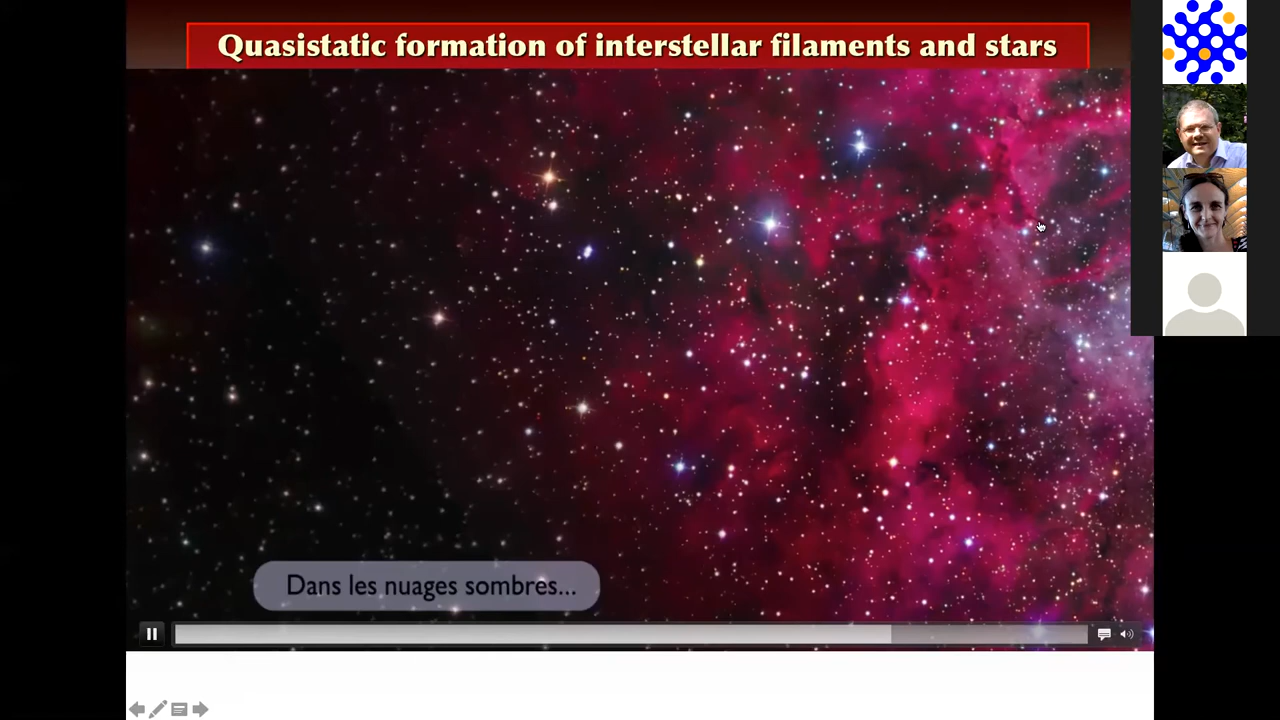 Quasistatic formation of interstellar filaments and stars
Dans les nuages sombres...